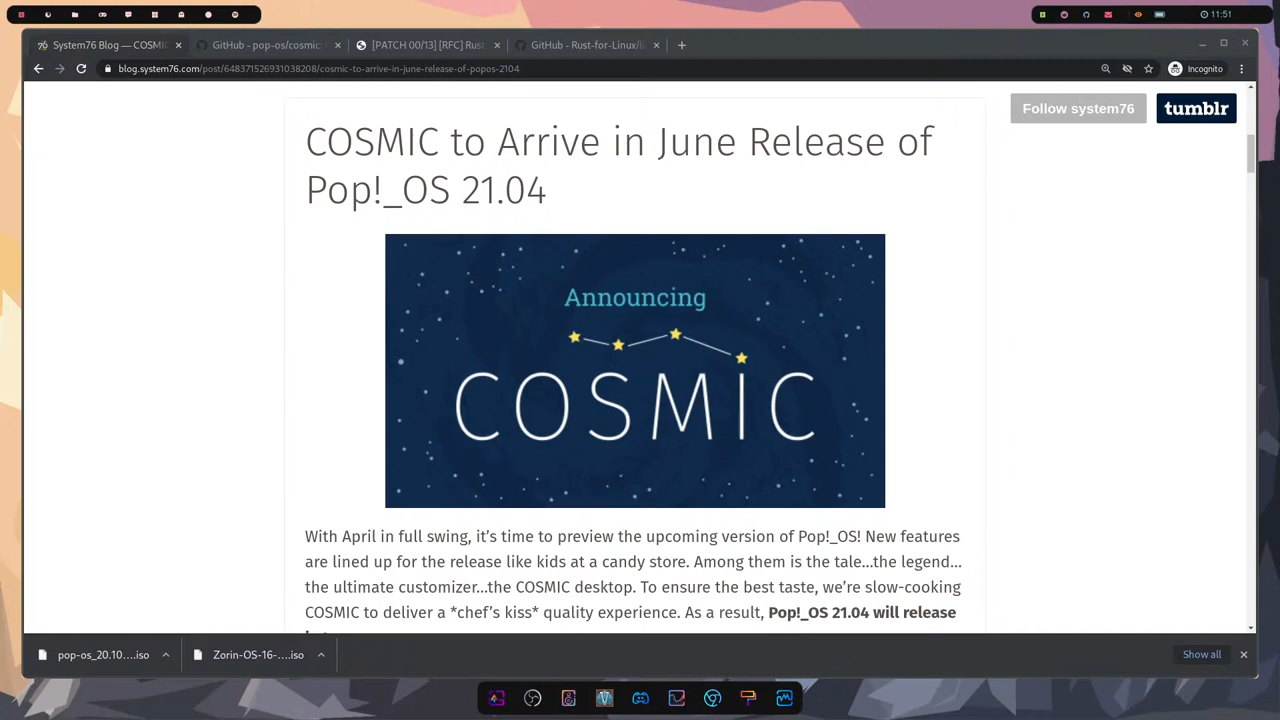 11:51
System76 Blog — COSMI
GitHub - pop-os/cosmic:
[PATCH 00/13] [RFC] Rust
GitHub - Rust-for-Linux/li
blog.system76.com/post/648371526931038208/cosmic-to-arrive-in-june-release-of-popos-2104
Incognito
Follow system76
tumblr
COSMIC to Arrive in June Release of
Pop!_OS 21.04
Announcing
COSMIC
With April in full swing, it’s time to preview the upcoming version of Pop!_OS! New features
are lined up for the release like kids at a candy store. Among them is the tale…the legend…
the ultimate customizer…the COSMIC desktop. To ensure the best taste, we’re slow-cooking
COSMIC to deliver a *chef’s kiss* quality experience. As a result, Pop!_OS 21.04 will release
pop-os_20.10....iso
Zorin-OS-16-....iso
Show all